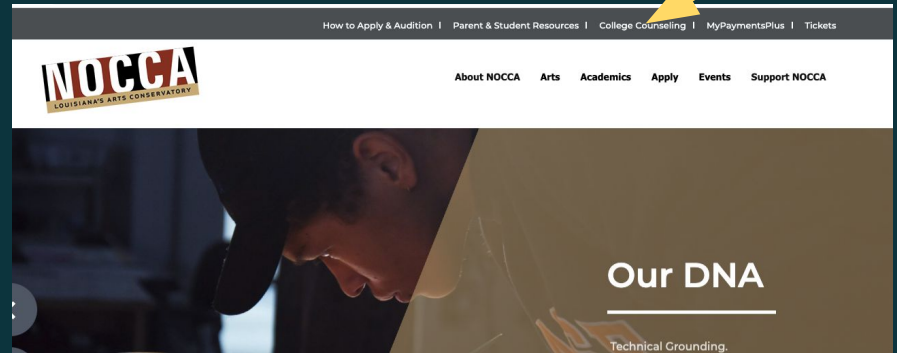 How to Apply & Audition | Parent & Student Resources | College Counseling | MyPaymentsPlus | Tickets
NOCCA
LOUISIANA'S ARTS CONSERVATORY
About NOCCA Arts Academics Apply Events Support NOCCA
Our DNA
Technical Grounding.